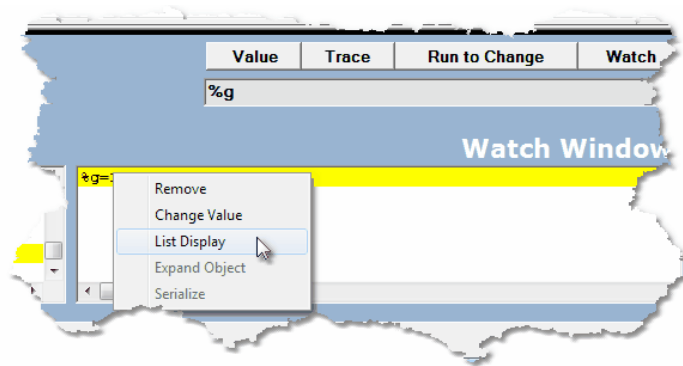 Value Trace Run to Change Watch
%g
Watch Window
%g=
Remove
Change Value
List Display
Expand Object
Serialize